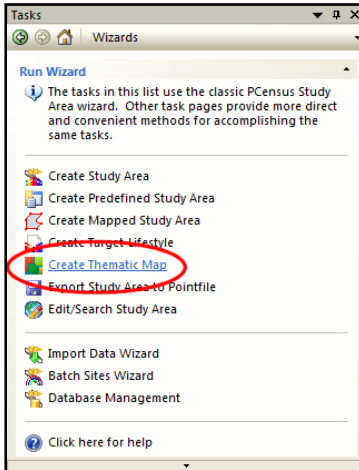 Tasks
Wizards
Run Wizard
The tasks in this list use the classic PCensus Study
Area wizard. Other task pages provide more direct
and convenient methods for accomplishing the
same tasks.
Create Study Area
Create Predefined Study Area
Create Mapped Study Area
Create Target Lifestyle
Create Thematic Map
Export Study Area to Pointfile
Edit/Search Study Area
Import Data Wizard
Batch Sites Wizard
Database Management
Click here for help